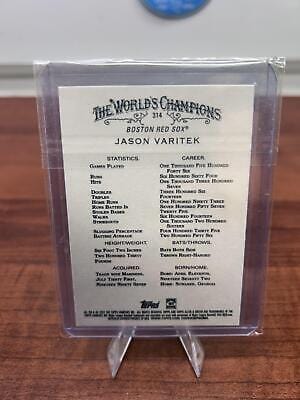 THE WORLD'S CHAMPIONS
314
BOSTON RED SOX®
JASON VARITEK
STATISTICS:
CAREER:
GAMES PLAYED
ONE THOUSAND FIVE HUNDRED
FORTY SIX
RUNS
SIX HUNDRED SIXTY FOUR
HITS
ONE THOUSAND THREE HUNDRED
SEVEN
DOUBLES
THREE HUNDRED SIX
TRIPLES
FOURTEEN
HOME RUNS
ONE HUNDRED NINETY THREE
RUNS BATTED IN
SEVEN HUNDRED FIFTY SEVEN
STOLEN BASES
TWENTY FIVE
WALKS
SIX HUNDRED FOURTEEN
STRIKEOUTS
ONE THOUSAND TWO HUNDRED
SIXTEEN
SLUGGING PERCENTAGE
FOUR HUNDRED THIRTY FIVE
BATTING AVERAGE
TWO HUNDRED FIFTY EIGHT
HEIGHT/WEIGHT:
BATS/THROWS:
SIX FOOT TWO INCHES
BATS BOTH SIDES
TWO HUNDRED THIRTY
THROWS RIGHT-HANDED
POUNDS
ACQUIRED:
BORN/HOME:
TRADE WITH MARINERS,
BORN: APRIL ELEVENTH,
JULY THIRTY FIRST,
NINETEEN SEVENTY TWO
NINETEEN NINETY SEVEN
HOME: SUWANEE, GEORGIA
Topps